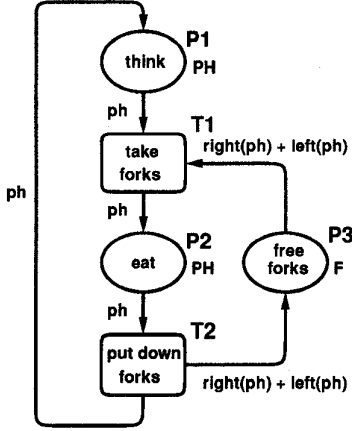 P1
think
PH
ph
T1
right(ph) + left(ph)
take
forks
ph
ph
P2
P3
eat
PH
free
forks
F
ph
T2
put down
forks
right(ph) + left(ph)